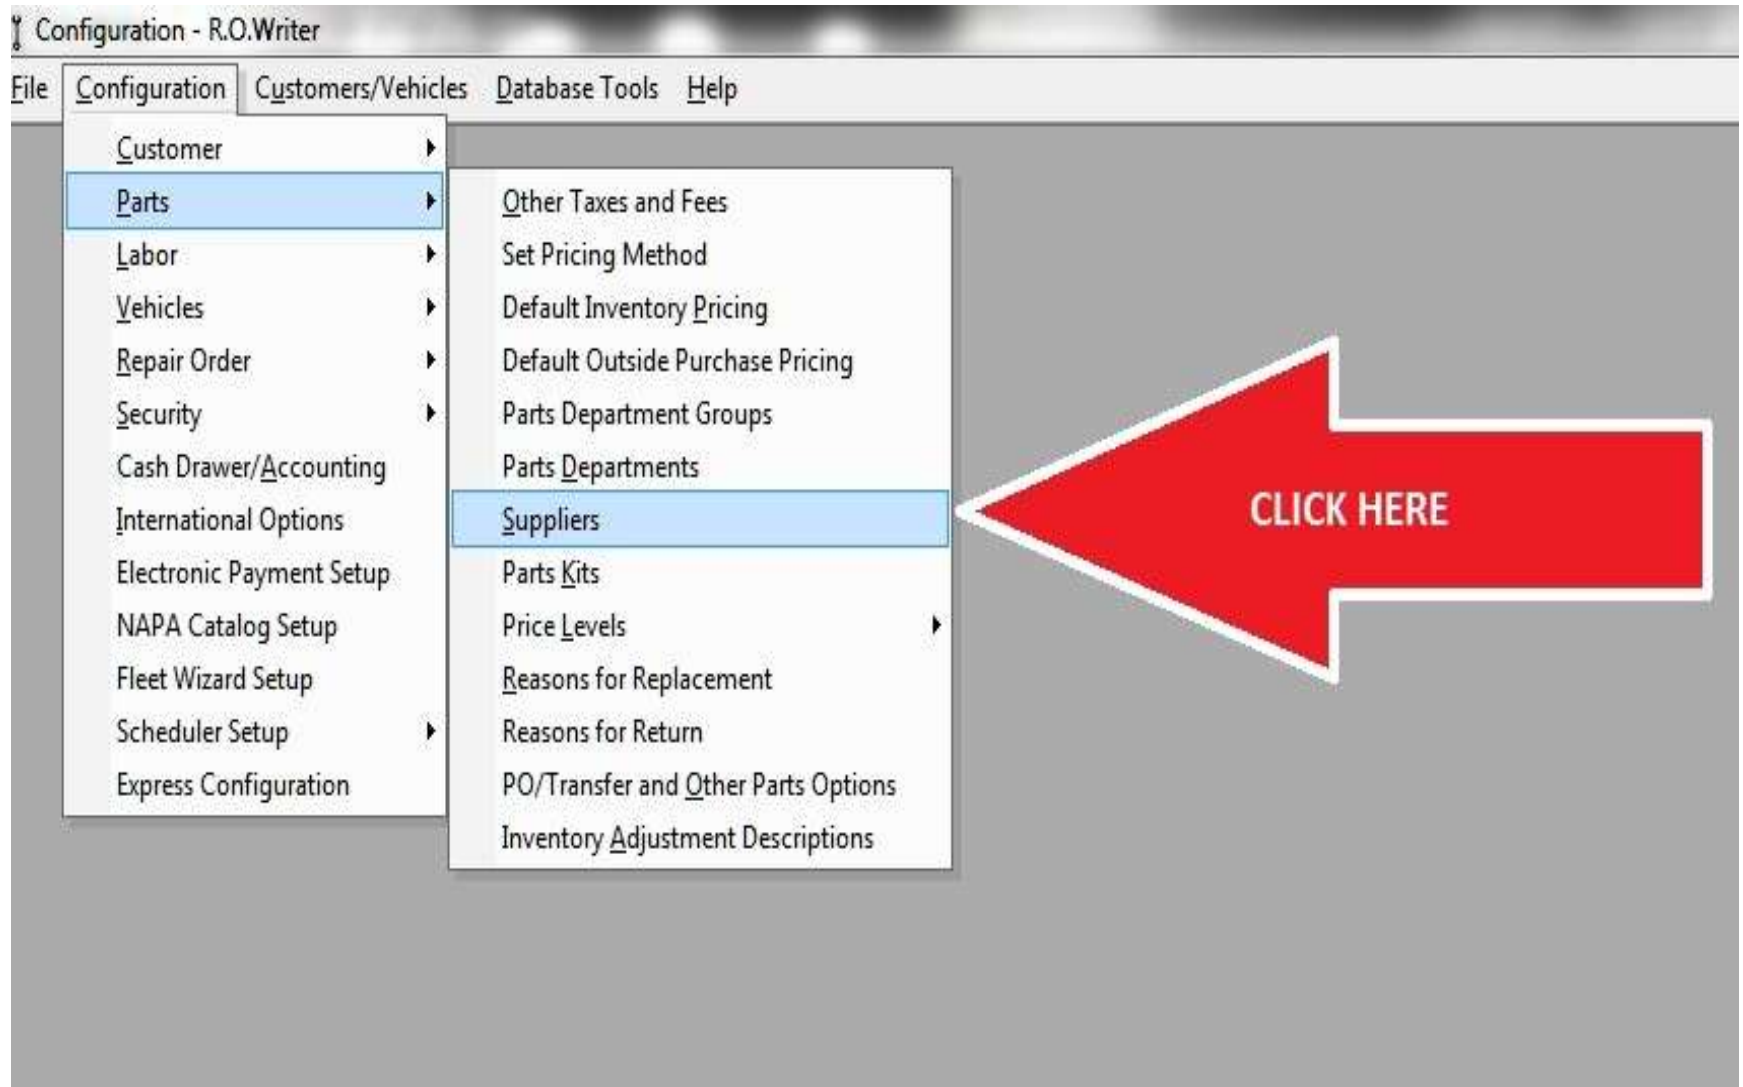 Configuration - R.O.Writer
File Configuration Customers/Vehicles Database Tools Help
Customer
Parts
Labor
Vehicles
Repair Order
Security
Cash Drawer/Accounting
International Options
Electronic Payment Setup
NAPA Catalog Setup
Fleet Wizard Setup
Scheduler Setup
Express Configuration
Other Taxes and Fees
Set Pricing Method
Default Inventory Pricing
Default Outside Purchase Pricing
Parts Department Groups
Parts Departments
Suppliers
Parts Kits
Price Levels
Reasons for Replacement
Reasons for Return
PO/Transfer and Other Parts Options
Inventory Adjustment Descriptions
CLICK HERE